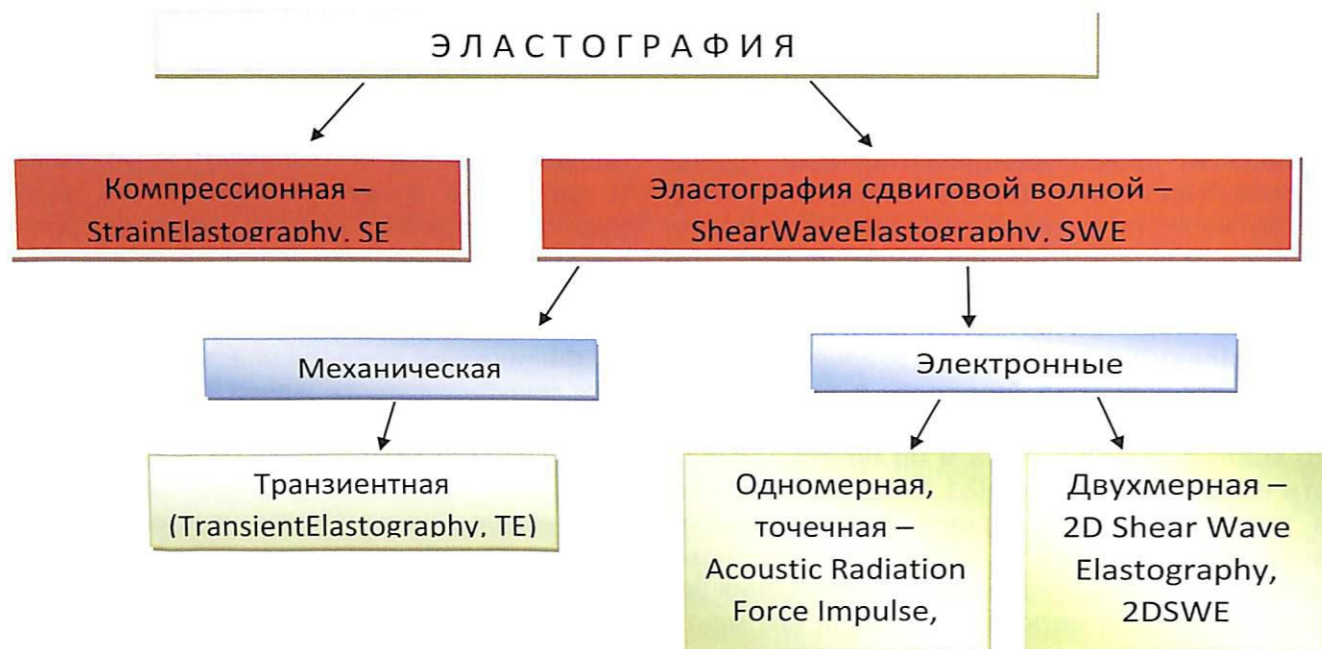 ЭЛАСТОГРАФИЯ
Компрессионная –
StrainElastography, SE
Эластография сдвиговой волной –
ShearWaveElastography, SWE
Механическая
Электронные
Транзиентная
(TransientElastography, TE)
Одномерная,
точечная –
Acoustic Radiation
Force Impulse,
Двухмерная –
2D Shear Wave
Elastography,
2DSWE